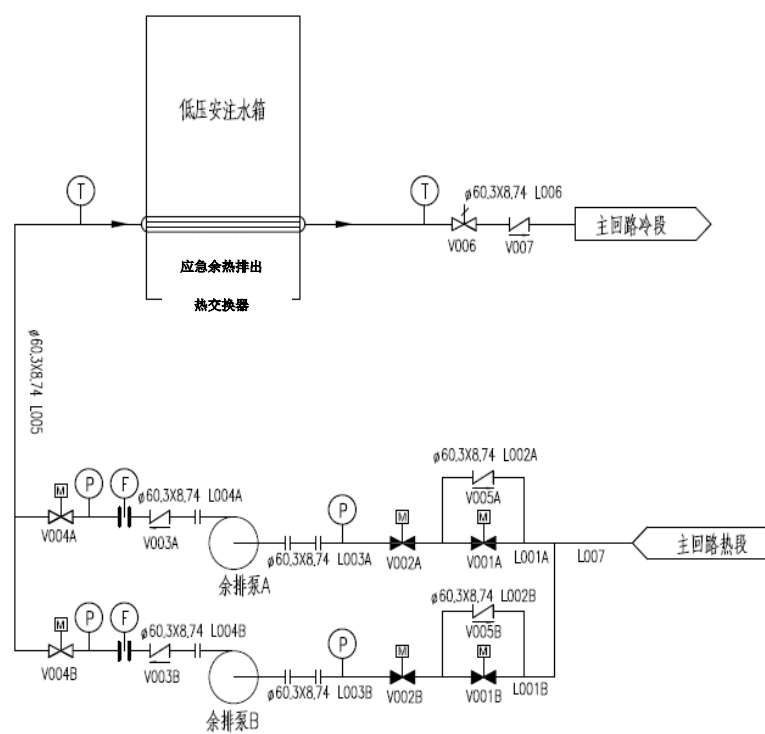 低压安注水箱
T
T
ø60,3X8,74 L006
V006
V007
主回路冷段
应急余热排出
热交换器
ø60,3X8,74 L005
M
P
F
ø60,3X8,74 L004A
V004A
V003A
余排泵A
P
ø60,3X8,74 L003A
M
V002A
ø60,3X8,74 L002A
V005A
M
V001A
L001A
L007
主回路热段
M
P
F
ø60,3X8,74 L004B
V004B
V003B
余排泵B
P
ø60,3X8,74 L003B
M
V002B
ø60,3X8,74 L002B
V005B
M
V001B
L001B